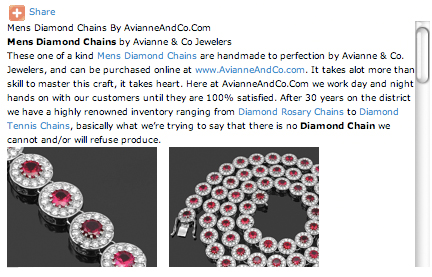 Share
Mens Diamond Chains By AvianneAndCo.Com
Mens Diamond Chains by Avianne & Co Jewelers
These one of a kind Mens Diamond Chains are handmade to perfection by Avianne & Co.
Jewelers, and can be purchased online at www.AvianneAndCo.com. It takes alot more than
skill to master this craft, it takes heart. Here at AvianneAndCo.Com we work day and night
hands on with our customers until they are 100% satisfied. After 30 years on the district
we have a highly renowned inventory ranging from Diamond Rosary Chains to Diamond
Tennis Chains, basically what we're trying to say that there is no Diamond Chain we
cannot and/or will refuse produce.